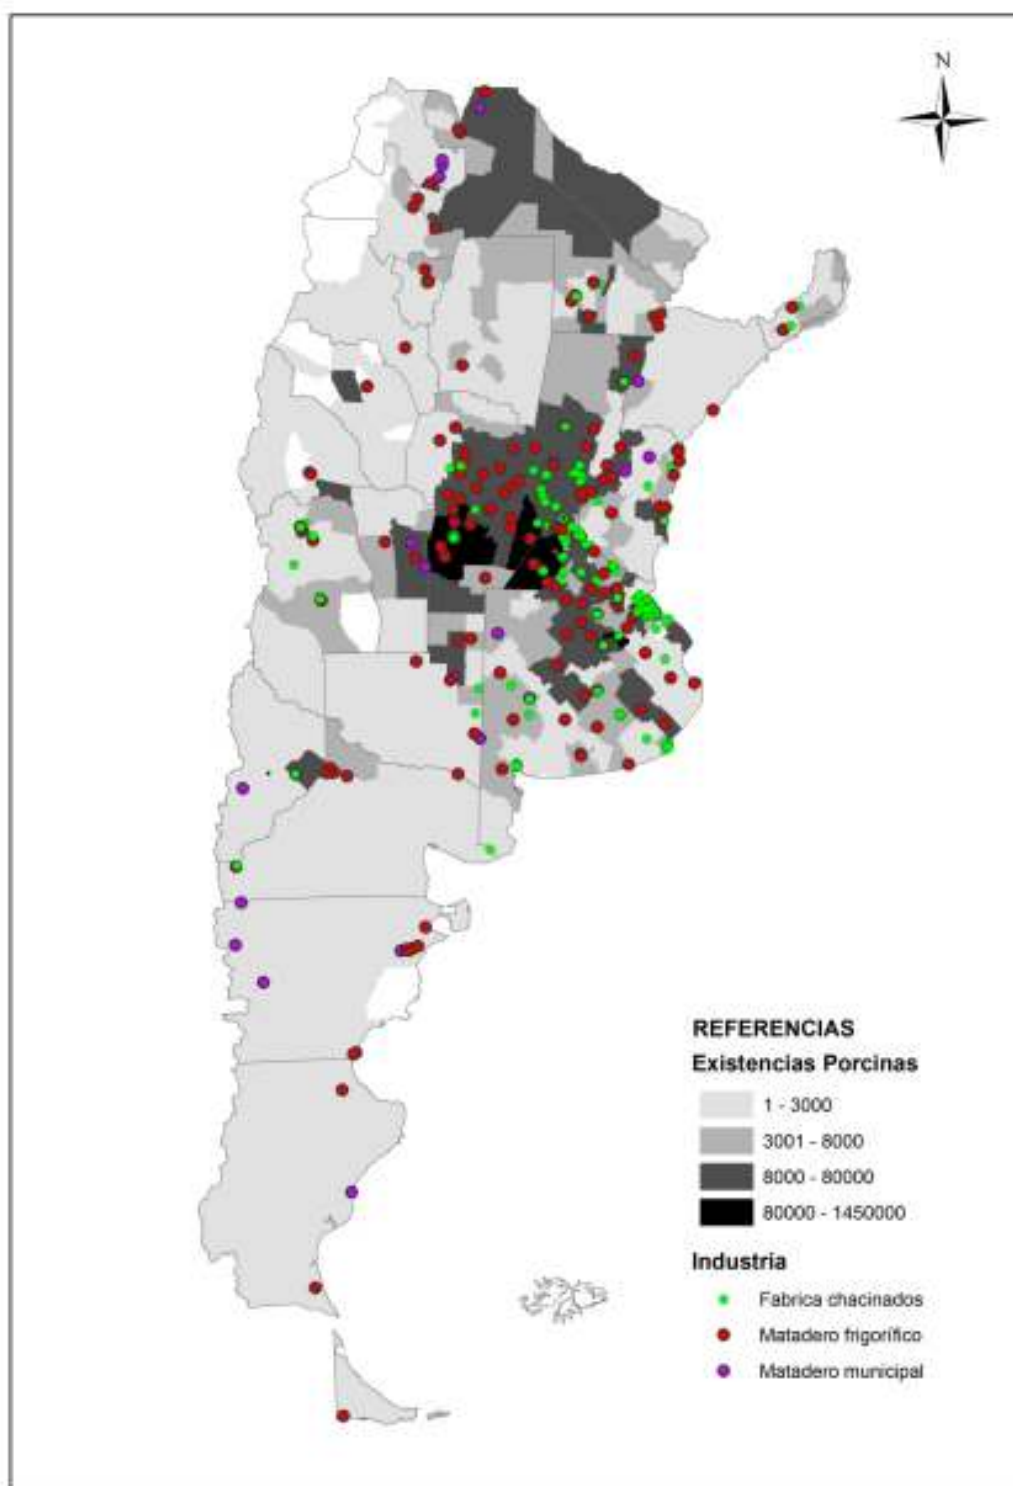 N
REFERENCIAS
Existencias Porcinas
1 - 3000
3001 - 8000
8000 - 80000
80000 - 1450000
Industria
Fabrica chacinados
Matadero frigorífico
Matadero municipal